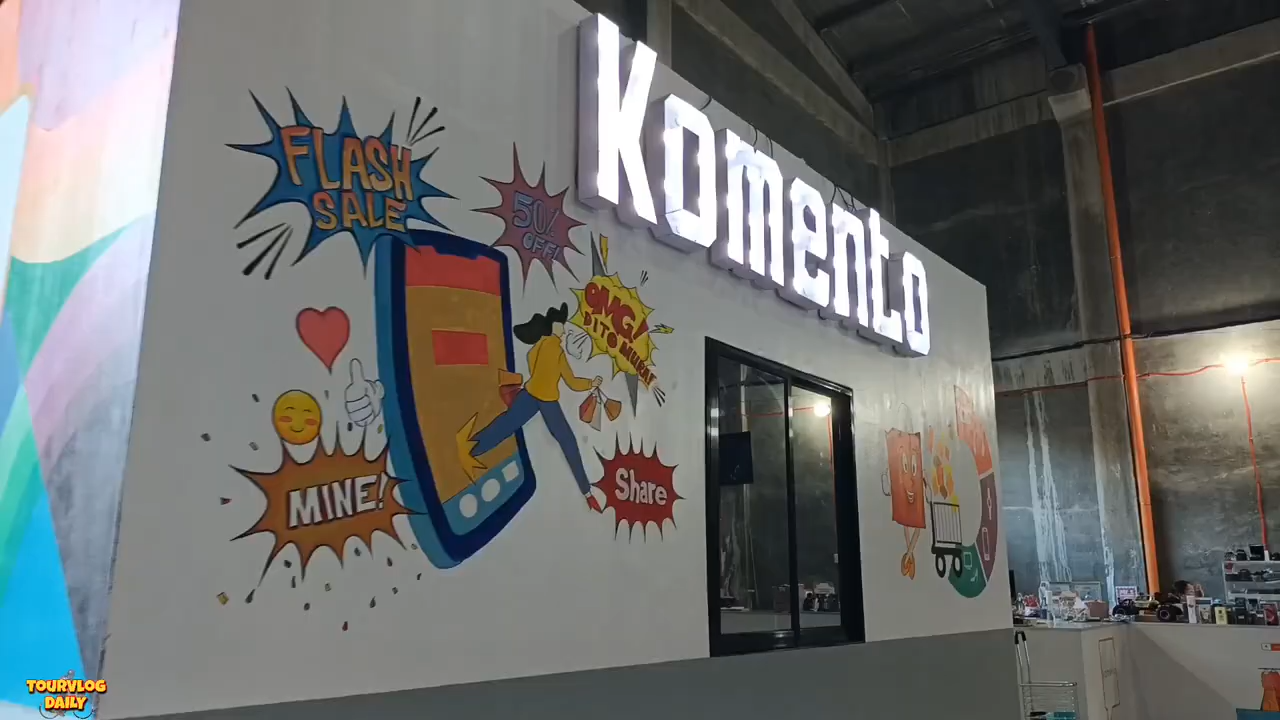 Komento
FLASH
SALE
50%
OFF!
OMG!
DITO MURA!
MINE!
Share
TOURVLOG
DAILY